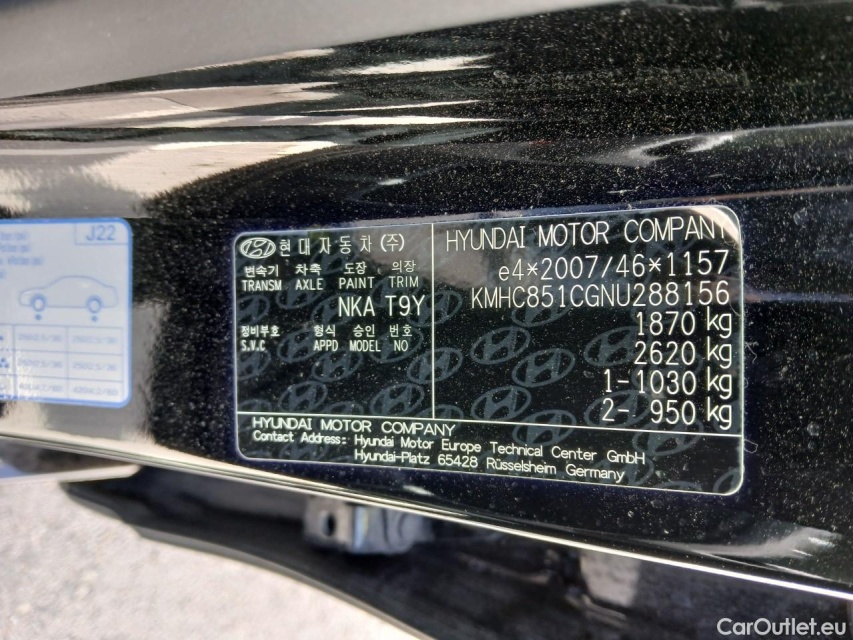 J22
현대자동차 (주)
변속기 차축 도장 의장
TRANSM AXLE PAINT TRIM
NKA T9Y
정비부호 형식 승인 번호
S.V.C APPD MODEL NO
HYUNDAI MOTOR COMPANY
e4*2007/46*1157
KMHC851CGNU288156
1870 kg
2620 kg
1- 1030 kg
2- 950 kg
HYUNDAI MOTOR COMPANY
Contact Address: Hyundai Motor Europe Technical Center GmbH
Hyundai-Platz 65428 Rüsselsheim Germany
CarOutlet.eu